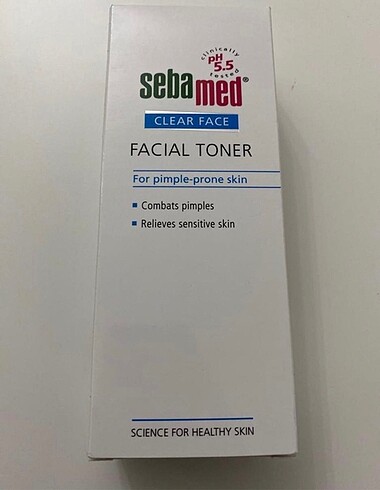 clinically
pH
5.5
tested
sebamed®
CLEAR FACE
FACIAL TONER
For pimple-prone skin
▪ Combats pimples
▪ Relieves sensitive skin
SCIENCE FOR HEALTHY SKIN